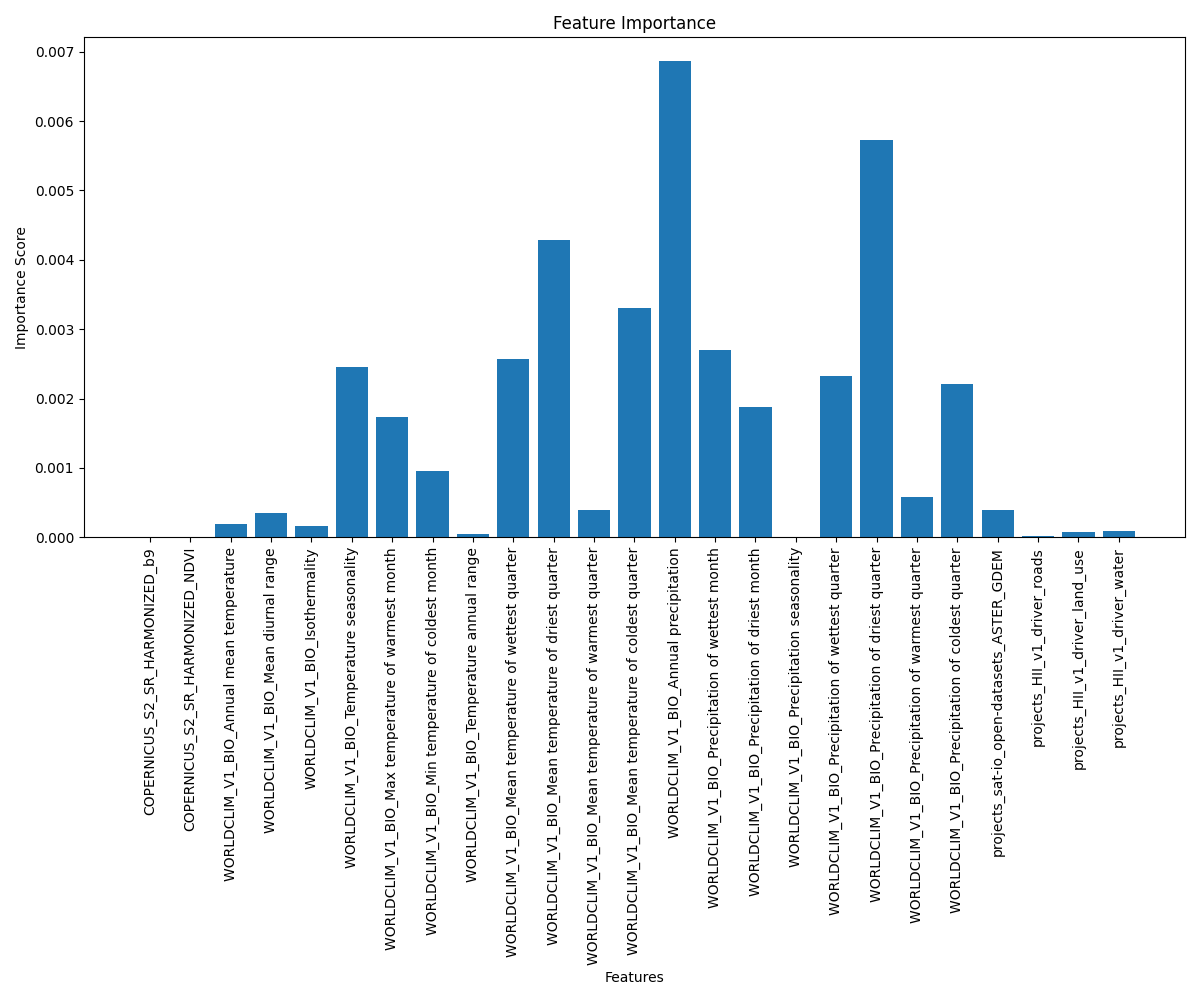 Feature Importance
0.007
0.006
0.005
0.004
0.003
0.002
0.001
0.000
Importance Score
COPERNICUS_S2_SR_HARMONIZED_b9
COPERNICUS_S2_SR_HARMONIZED_NDVI
WORLDCLIM_V1_BIO_Annual mean temperature
WORLDCLIM_V1_BIO_Mean diurnal range
WORLDCLIM_V1_BIO_Isothermality
WORLDCLIM_V1_BIO_Temperature seasonality
WORLDCLIM_V1_BIO_Max temperature of warmest month
WORLDCLIM_V1_BIO_Min temperature of coldest month
WORLDCLIM_V1_BIO_Temperature annual range
WORLDCLIM_V1_BIO_Mean temperature of wettest quarter
WORLDCLIM_V1_BIO_Mean temperature of driest quarter
WORLDCLIM_V1_BIO_Mean temperature of warmest quarter
WORLDCLIM_V1_BIO_Mean temperature of coldest quarter
WORLDCLIM_V1_BIO_Annual precipitation
WORLDCLIM_V1_BIO_Precipitation of wettest month
WORLDCLIM_V1_BIO_Precipitation of driest month
WORLDCLIM_V1_BIO_Precipitation seasonality
WORLDCLIM_V1_BIO_Precipitation of wettest quarter
WORLDCLIM_V1_BIO_Precipitation of driest quarter
WORLDCLIM_V1_BIO_Precipitation of warmest quarter
WORLDCLIM_V1_BIO_Precipitation of coldest quarter
projects_sat-io_open-datasets_ASTER_GDEM
projects_HII_v1_driver_roads
projects_HII_v1_driver_land_use
projects_HII_v1_driver_water
Features